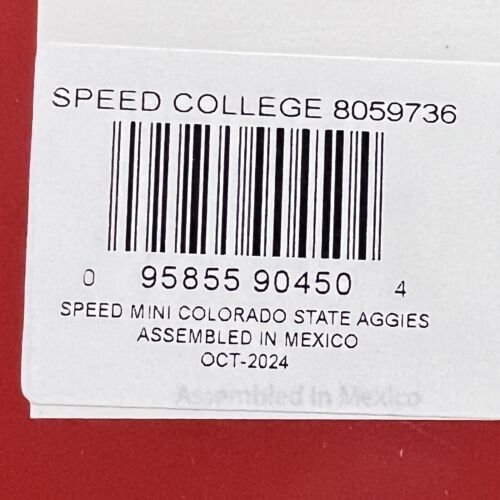 SPEED COLLEGE 8059736
0 95855 90450 4
SPEED MINI COLORADO STATE AGGIES
ASSEMBLED IN MEXICO
OCT-2024
Assembled In Mexico